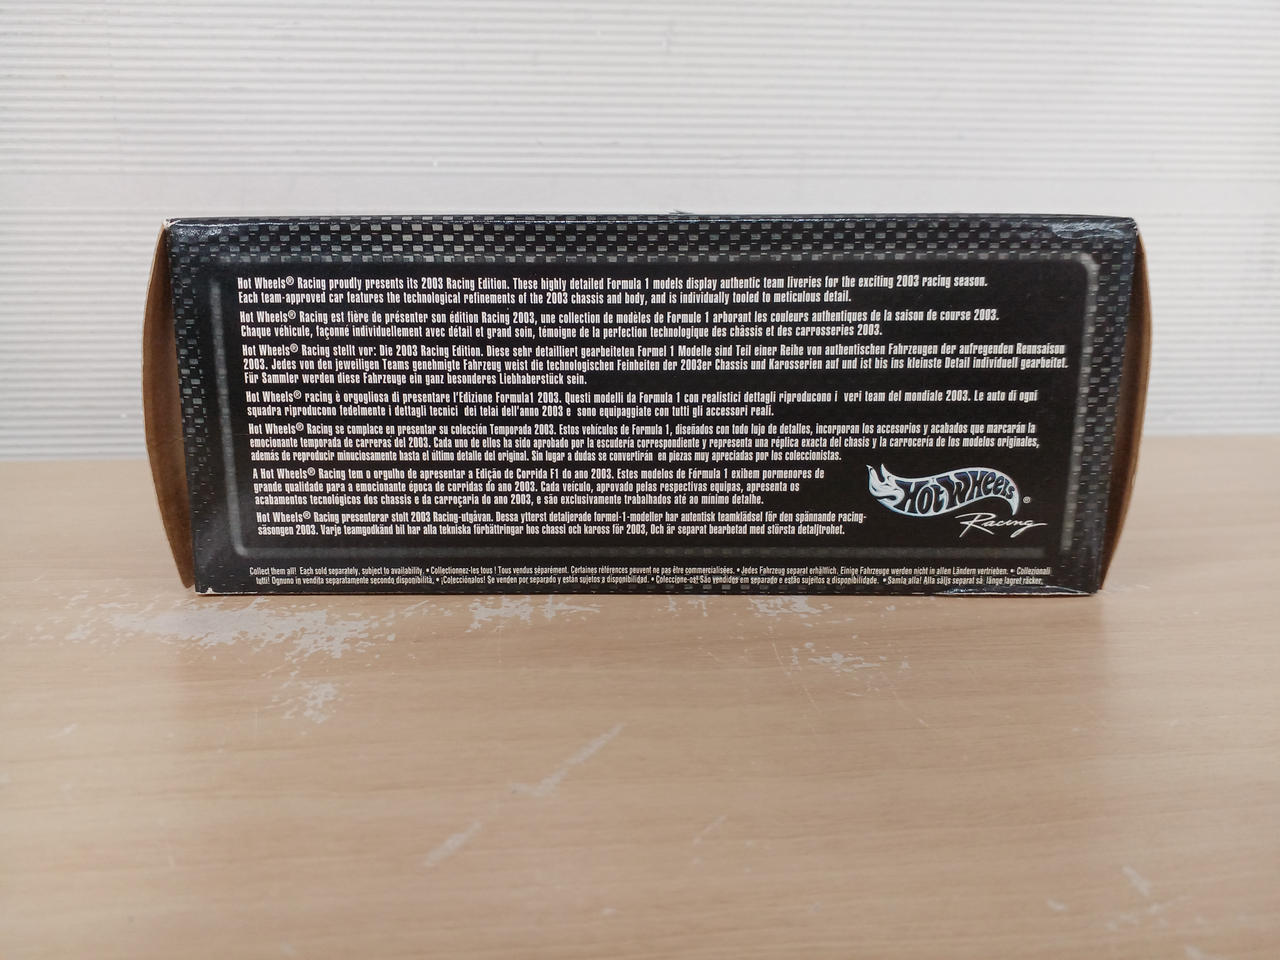 Hot Wheels® Racing proudly presents its 2003 Racing Edition. These highly detailed Formula 1 models display authentic team liveries for the exciting 2003 racing season.
Each team-approved car features the technological refinements of the 2003 chassis and body, and is individually tooled to meticulous detail.
Hot Wheels® Racing est fière de présenter son édition Racing 2003, une collection de modèles de Formule 1 arborant les couleurs authentiques de la saison de course 2003.
Chaque véhicule, façonné individuellement avec détail et grand soin, témoigne de la perfection technologique des châssis et des carrosseries 2003.
Hot Wheels® Racing stellt vor: Die 2003 Racing Edition. Diese sehr detailliert gearbeiteten Formel 1 Modelle sind Teil einer Reihe von authentischen Fahrzeugen der aufregenden Rennsaison
2003. Jedes von den jeweiligen Teams genehmigte Fahrzeug weist die technologischen Feinheiten der 2003er Chassis und Karosserien auf und ist bis ins kleinste Detail individuell gearbeitet.
Für Sammler werden diese Fahrzeuge ein ganz besonderes Liebhaberstück sein.
Hot Wheels® racing è orgogliosa di presentare l'Edizione Formula1 2003. Questi modelli da Formula 1 con realistici dettagli riproducono i veri team del mondiale 2003. Le auto di ogni
squadra riproducono fedelmente i dettagli tecnici dei telai dell'anno 2003 e sono equipaggiate con tutti gli accessori reali.
Hot Wheels® Racing se complace en presentar su colección Temporada 2003. Estos vehículos de Formula 1, diseñados con todo lujo de detalles, incorporan los accesorios y acabados que marcarán la
emocionante temporada de carreras del 2003. Cada uno de ellos ha sido aprobado por la escudería correspondiente y representa una réplica exacta del chasis y la carrocería de los modelos originales,
además de reproducir minuciosamente hasta el último detalle del original. Sin lugar a dudas se convertirán en piezas muy apreciadas por los coleccionistas.
A Hot Wheels® Racing tem o orgulho de apresentar a Edição de Corrida F1 do ano 2003. Estes modelos de Fórmula 1 exibem pormenores de
grande qualidade para a emocionante época de corridas do ano 2003. Cada veículo, aprovado pelas respectivas equipas, apresenta os
acabamentos tecnológicos dos chassis e da carroçaria do ano 2003, e são exclusivamente trabalhados até ao mínimo detalhe.
Hot Wheels® Racing presenterar stolt 2003 Racing-utgåvan. Dessa ytterst detaljerade formel-1-modeller har autentisk teamklädsel för den spännande racing-
säsongen 2003. Varje teamgodkänd bil har alla tekniska förbättringar hos chassi och kaross för 2003, Och är separat bearbetad med största detaljtrohet.
Hot Wheels ®
Racing
Collect them all! Each sold separately, subject to availability. • Collectionnez-les tous ! Tous vendus séparément. Certaines références peuvent ne pas être commercialisées. • Jedes Fahrzeug separat erhältlich. Einige Fahrzeuge werden nicht in allen Ländern vertrieben. • Collezionali
tutti! Ognuno in vendita separatamente secondo disponibilità. • ¡Colecciónalos! Se venden por separado y están sujetos a disponibilidad. • Coleccione-os! São vendidos em separado e estão sujeitos a disponibilidade. • Samla alla! Alla säljs separat så länge lagret räcker.